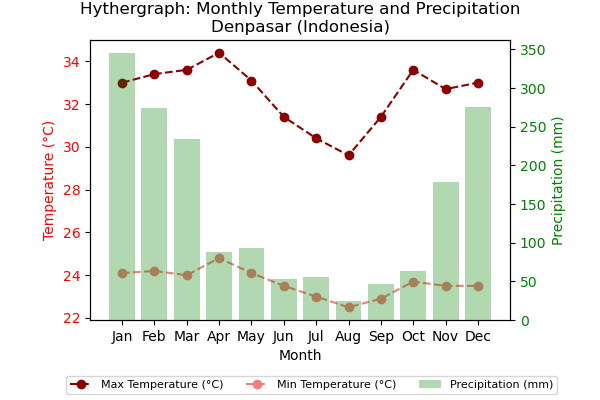 Hythergraph: Monthly Temperature and Precipitation
Denpasar (Indonesia)
Temperature (°C)
34
32
30
28
26
24
22
350
300
250
200
150
100
50
0
Precipitation (mm)
Jan Feb Mar Apr May Jun Jul Aug Sep Oct Nov Dec
Month
Max Temperature (°C) Min Temperature (°C) Precipitation (mm)